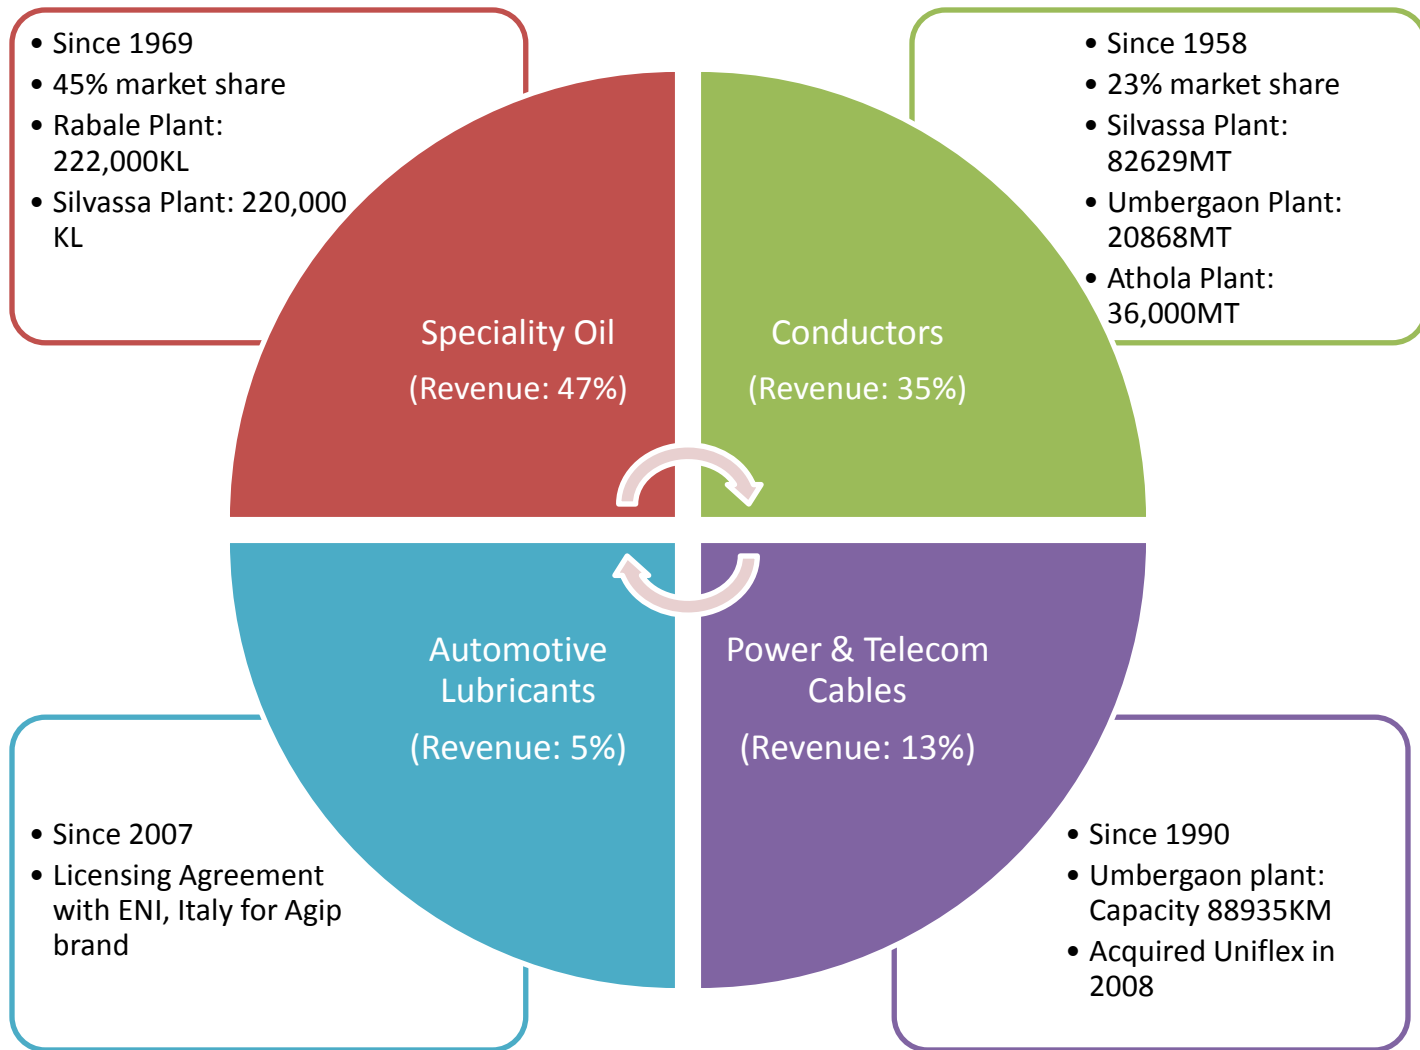 • Since 1969
• 45% market share
• Rabale Plant:
222,000KL
• Silvassa Plant: 220,000
KL
• Since 1958
• 23% market share
• Silvassa Plant:
82629MT
• Umbergaon Plant:
20868MT
• Athola Plant:
36,000MT
Speciality Oil
(Revenue: 47%)
Conductors
(Revenue: 35%)
Automotive
Lubricants
(Revenue: 5%)
Power & Telecom
Cables
(Revenue: 13%)
• Since 2007
• Licensing Agreement
with ENI, Italy for Agip
brand
• Since 1990
• Umbergaon plant:
Capacity 88935KM
• Acquired Uniflex in
2008